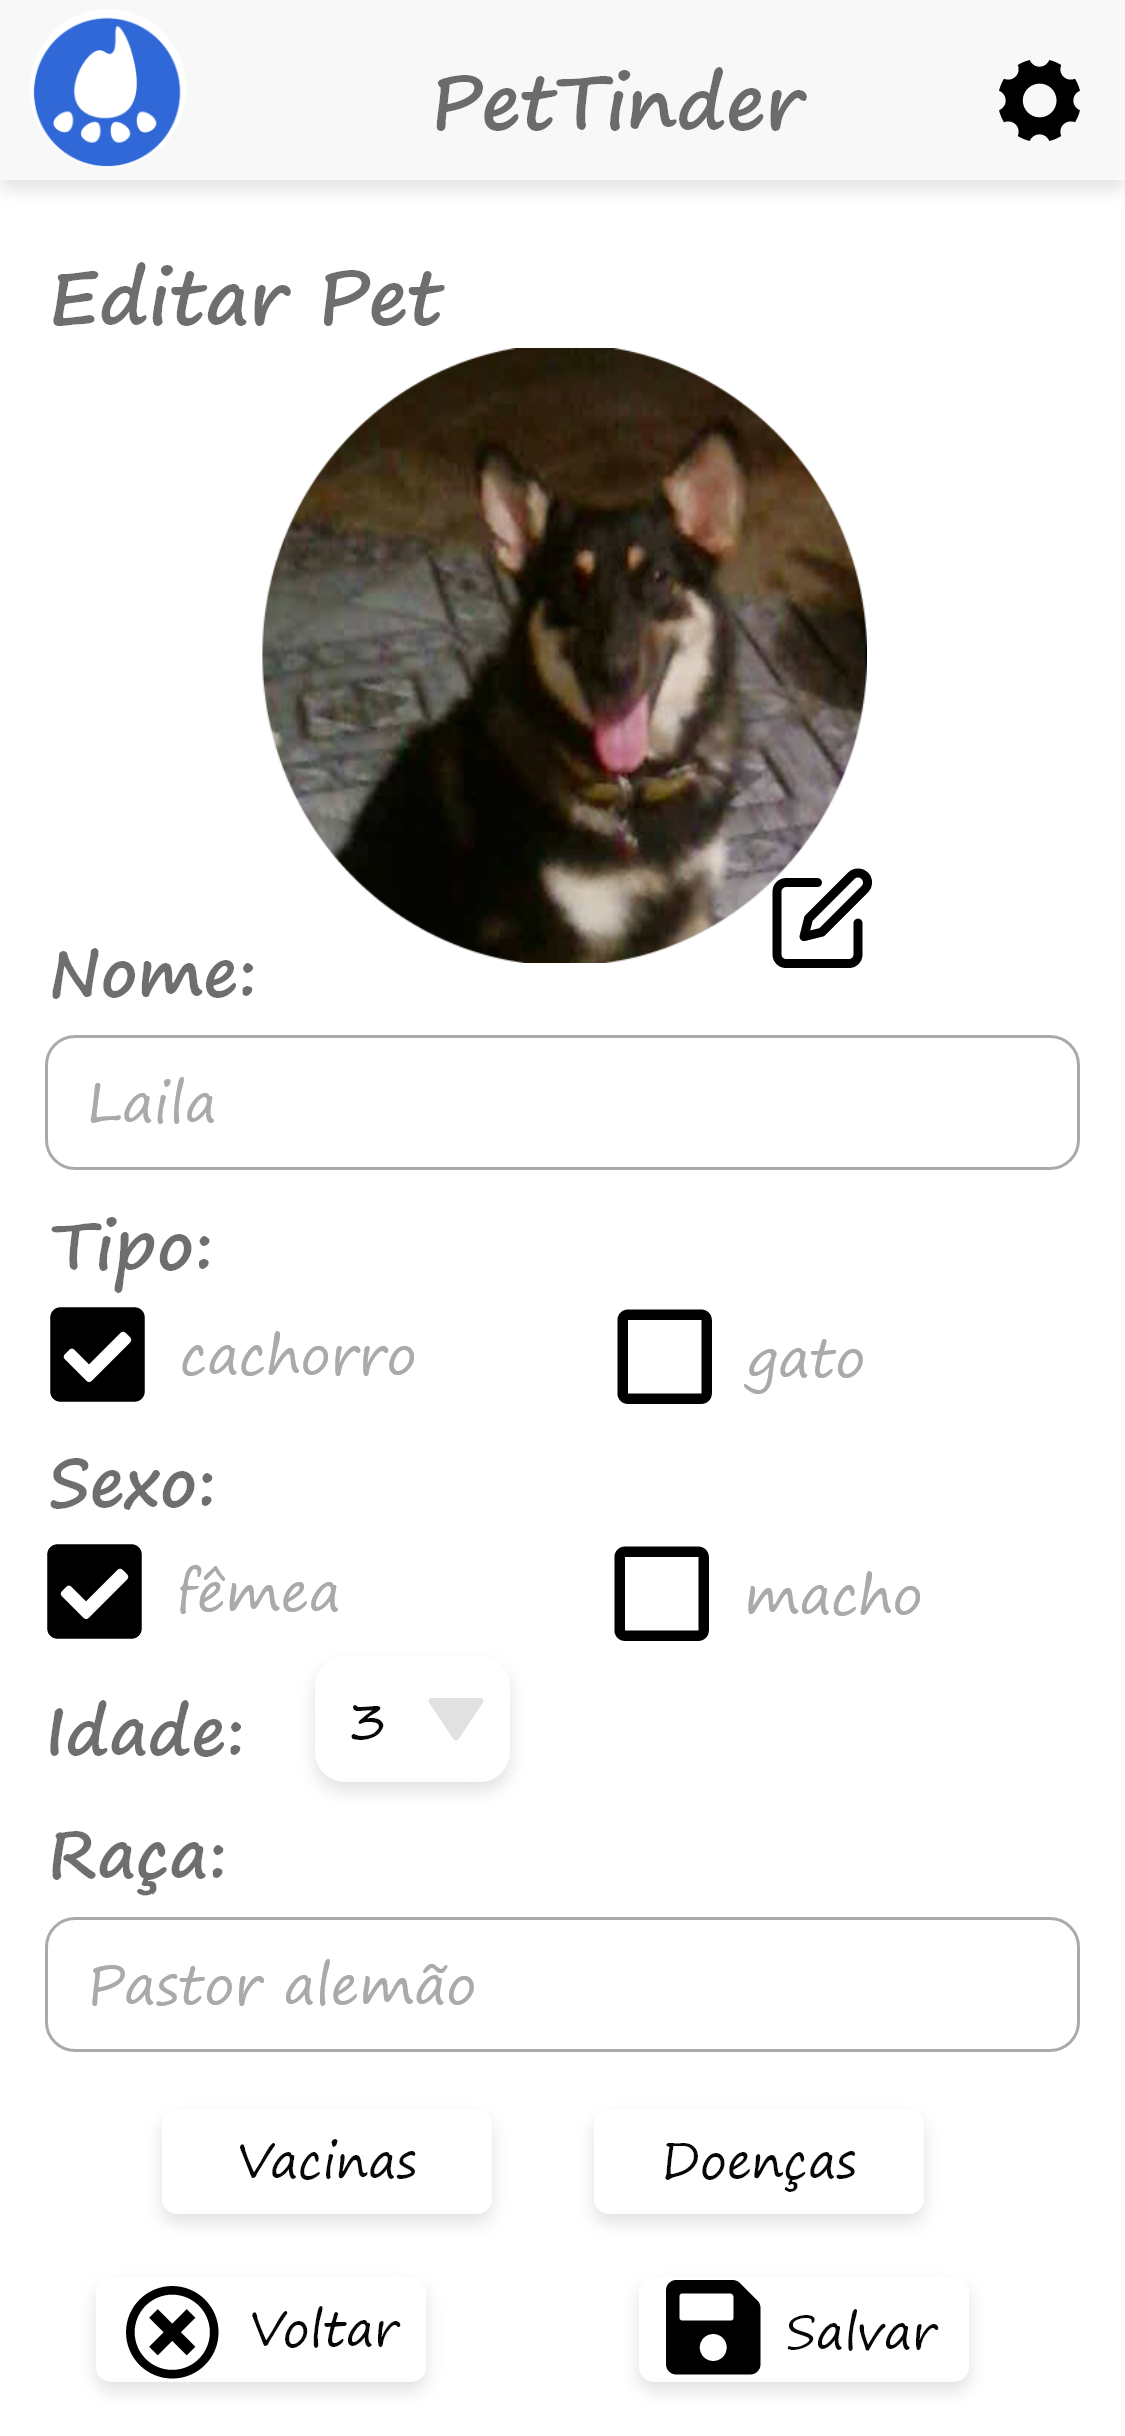 PetTinder
Editar Pet
Nome:
Laila
Tipo:
cachorro gato
Sexo:
fêmea macho
Idade: 3
Raça:
Pastor alemão
Vacinas Doenças
Voltar Salvar